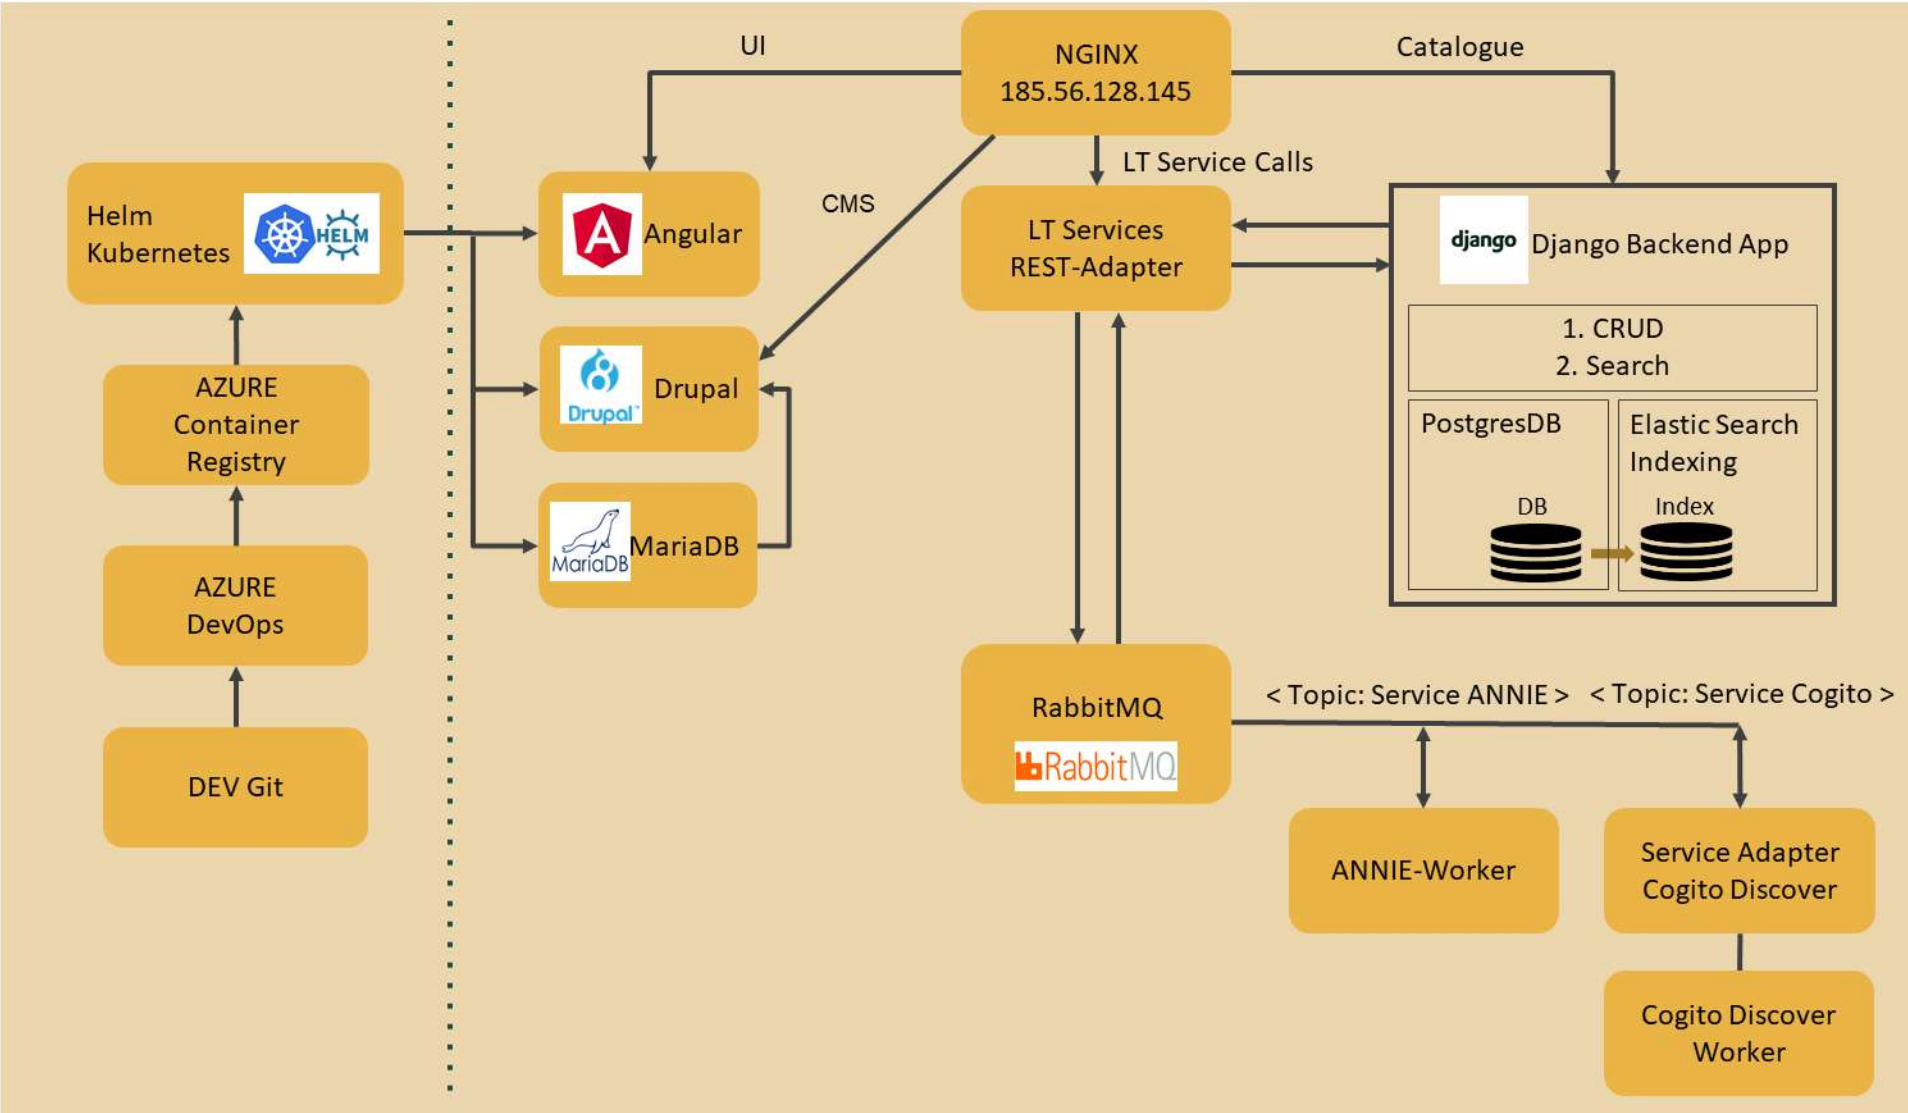 UI
NGINX
185.56.128.145
Catalogue
LT Service Calls
CMS
Helm
Kubernetes
HELM
Angular
LT Services
REST-Adapter
django
Django Backend App
1. CRUD
2. Search
PostgresDB
DB
Elastic Search
Indexing
Index
AZURE
Container
Registry
Drupal™
Drupal
MariaDB
MariaDB
AZURE
DevOps
DEV Git
RabbitMQ
RabbitMQ
< Topic: Service ANNIE >
< Topic: Service Cogito >
ANNIE-Worker
Service Adapter
Cogito Discover
Cogito Discover
Worker